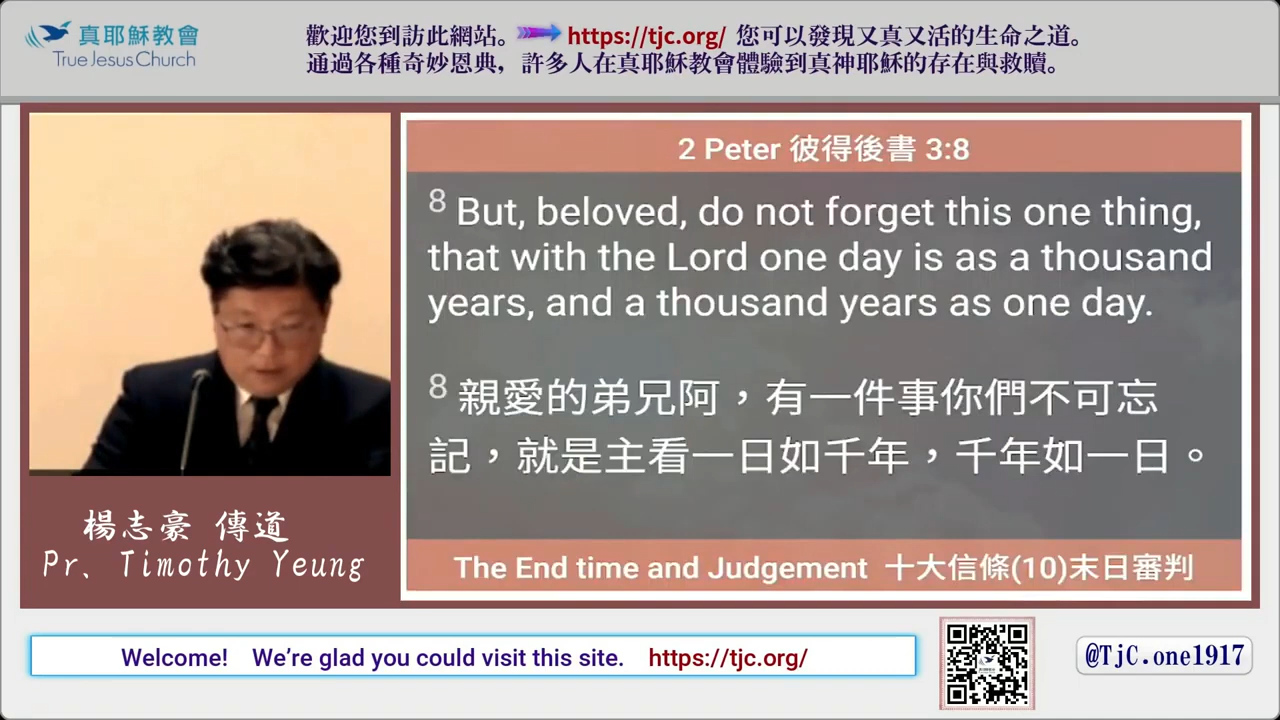 真耶穌教會
True Jesus Church
歡迎您到訪此網站。 https://tjc.org/ 您可以發現又真又活的生命之道。
通過各種奇妙恩典，許多人在真耶穌教會體驗到真神耶穌的存在與救贖。
2 Peter 彼得後書 3:8
8 But, beloved, do not forget this one thing,
that with the Lord one day is as a thousand
years, and a thousand years as one day.
8 親愛的弟兄阿，有一件事你們不可忘
記，就是主看一日如千年，千年如一日。
The End time and Judgement 十大信條(10)末日審判
楊志豪 傳道
Pr. Timothy Yeung
Welcome! We’re glad you could visit this site. https://tjc.org/
@TjC.one1917